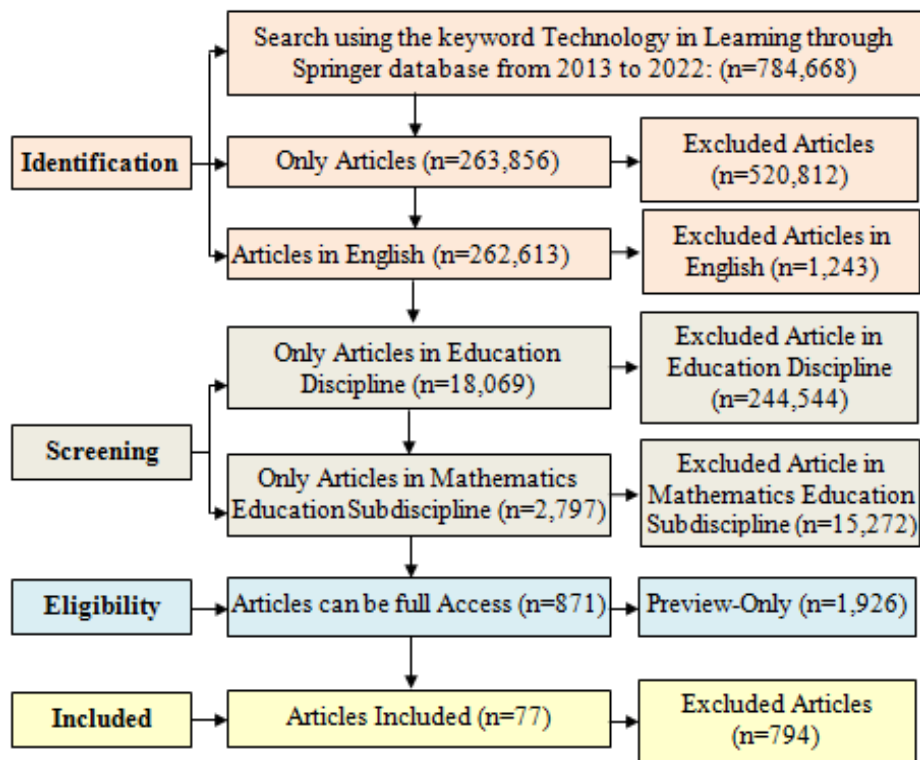 Search using the keyword Technology in Learning through
Springer database from 2013 to 2022: (n=784,668)
Identification
Only Articles (n=263,856)
Excluded Articles
(n=520,812)
Articles in English (n=262,613)
Excluded Articles in
English (n=1,243)
Screening
Only Articles in Education
Discipline (n=18,069)
Excluded Article in
Education Discipline
(n=244,544)
Only Articles in Mathematics
Education Subdiscipline (n=2,797)
Excluded Article in
Mathematics Education
Subdiscipline (n=15,272)
Eligibility
Articles can be full Access (n=871)
Preview-Only (n=1,926)
Included
Articles Included (n=77)
Excluded Articles
(n=794)